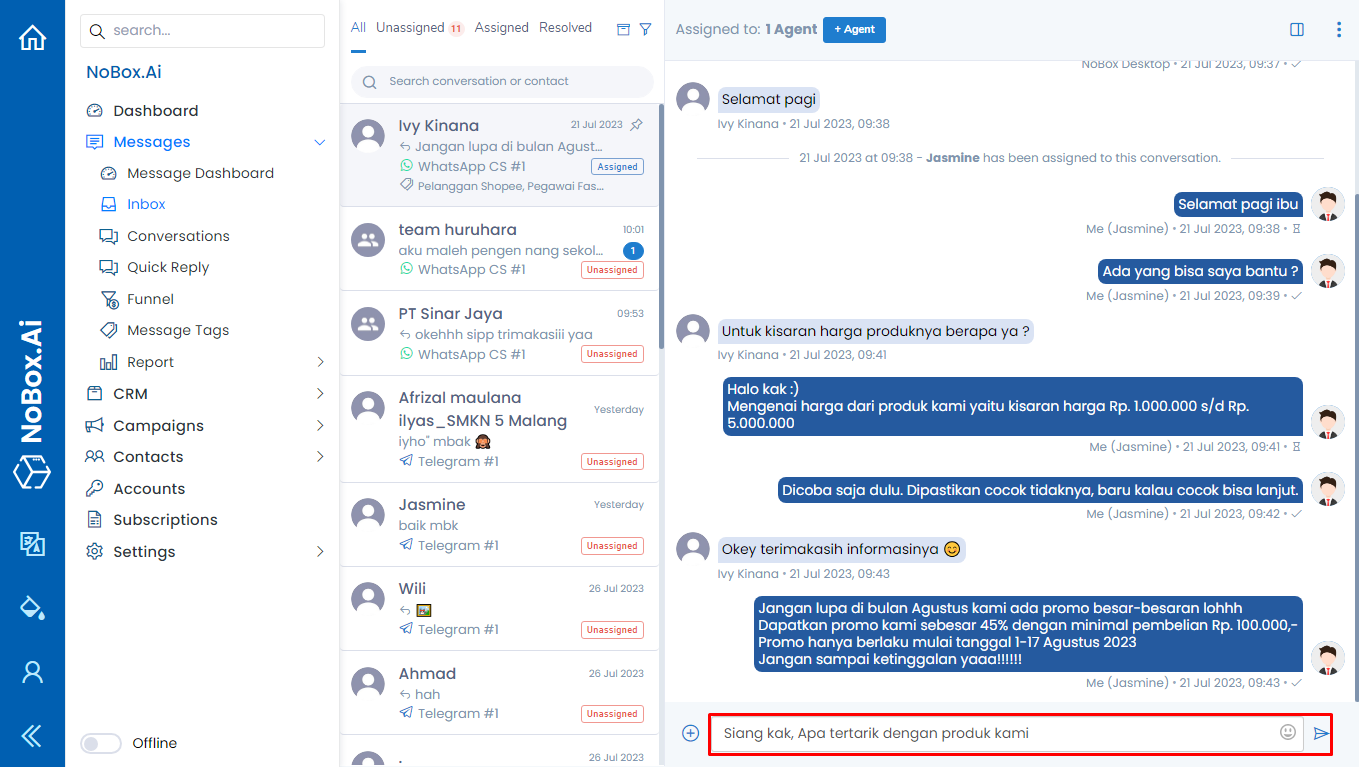 search...
NoBox.Ai
Dashboard
Messages
Message Dashboard
Inbox
Conversations
Quick Reply
Funnel
Message Tags
Report
CRM
Campaigns
Contacts
Accounts
Subscriptions
Settings
Offline
NoBox.Ai
All Unassigned 11 Assigned Resolved
Search conversation or contact
Ivy Kinana 21 Jul 2023
Jangan lupa di bulan Agust...
WhatsApp CS #1 Assigned
Pelanggan Shopee, Pegawai Fas...
team huruhara 10:01
aku maleh pengen nang sekol... 1
WhatsApp CS #1 Unassigned
PT Sinar Jaya 09:53
okehhh sipp trimakasiii yaa
WhatsApp CS #1 Unassigned
Afrizal maulana
ilyas_SMKN 5 Malang Yesterday
iyho" mbak 🙊
Telegram #1 Unassigned
Jasmine Yesterday
baik mbk
Telegram #1 Unassigned
Wili 26 Jul 2023
Telegram #1 Unassigned
Ahmad 26 Jul 2023
hah
Telegram #1 Unassigned
26 Jul 2023
Assigned to: 1 Agent + Agent
NoBox Desktop • 21 Jul 2023, 09:37 •
Selamat pagi
Ivy Kinana • 21 Jul 2023, 09:38
21 Jul 2023 at 09:38 - Jasmine has been assigned to this conversation.
Selamat pagi ibu
Me (Jasmine) • 21 Jul 2023, 09:38 •
Ada yang bisa saya bantu ?
Me (Jasmine) • 21 Jul 2023, 09:39 •
Untuk kisaran harga produknya berapa ya ?
Ivy Kinana • 21 Jul 2023, 09:41
Halo kak :)
Mengenai harga dari produk kami yaitu kisaran harga Rp. 1.000.000 s/d Rp.
5.000.000
Me (Jasmine) • 21 Jul 2023, 09:41 •
Dicoba saja dulu. Dipastikan cocok tidaknya, baru kalau cocok bisa lanjut.
Me (Jasmine) • 21 Jul 2023, 09:42 •
Okey terimakasih informasinya 😊
Ivy Kinana • 21 Jul 2023, 09:43
Jangan lupa di bulan Agustus kami ada promo besar-besaran lohhh
Dapatkan promo kami sebesar 45% dengan minimal pembelian Rp. 100.000,-
Promo hanya berlaku mulai tanggal 1-17 Agustus 2023
Jangan sampai ketinggalan yaaa!!!!!!
Me (Jasmine) • 21 Jul 2023, 09:43 •
Siang kak, Apa tertarik dengan produk kami